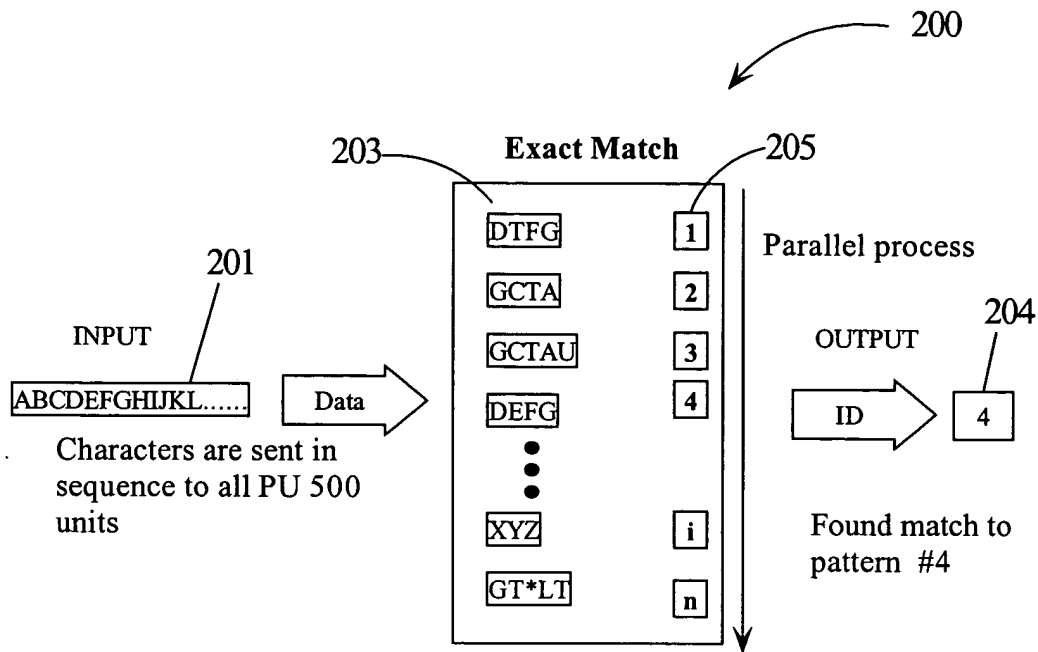 200
203
Exact Match
205
DTFG
1
Parallel process
201
GCTA
2
204
INPUT
GCTAU
3
OUTPUT
ABCDEFGHIJKL......
Data
DEFG
4
ID
4
Characters are sent in
sequence to all PU 500
units
XYZ
i
Found match to
pattern #4
GT*LT
n